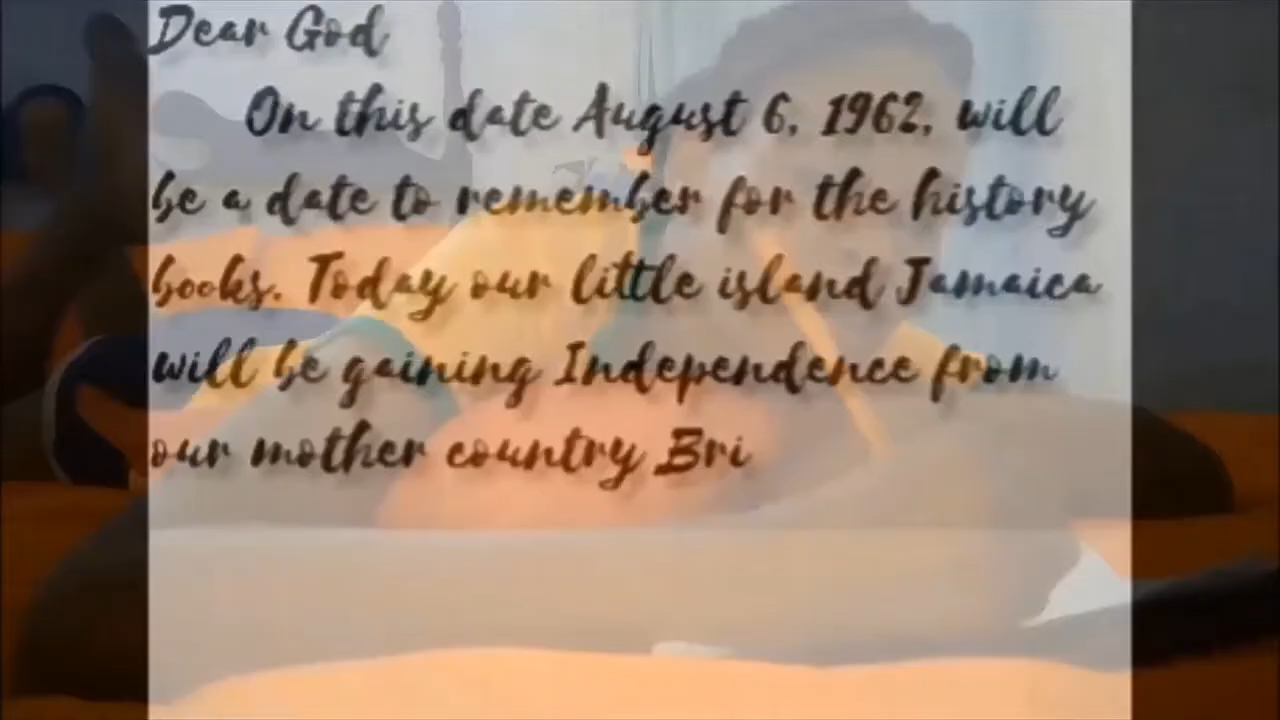 Dear God
On this date August 6, 1962, will
be a date to remember for the history
books. Today our little island Jamaica
will be gaining Independence from
our mother country Bri